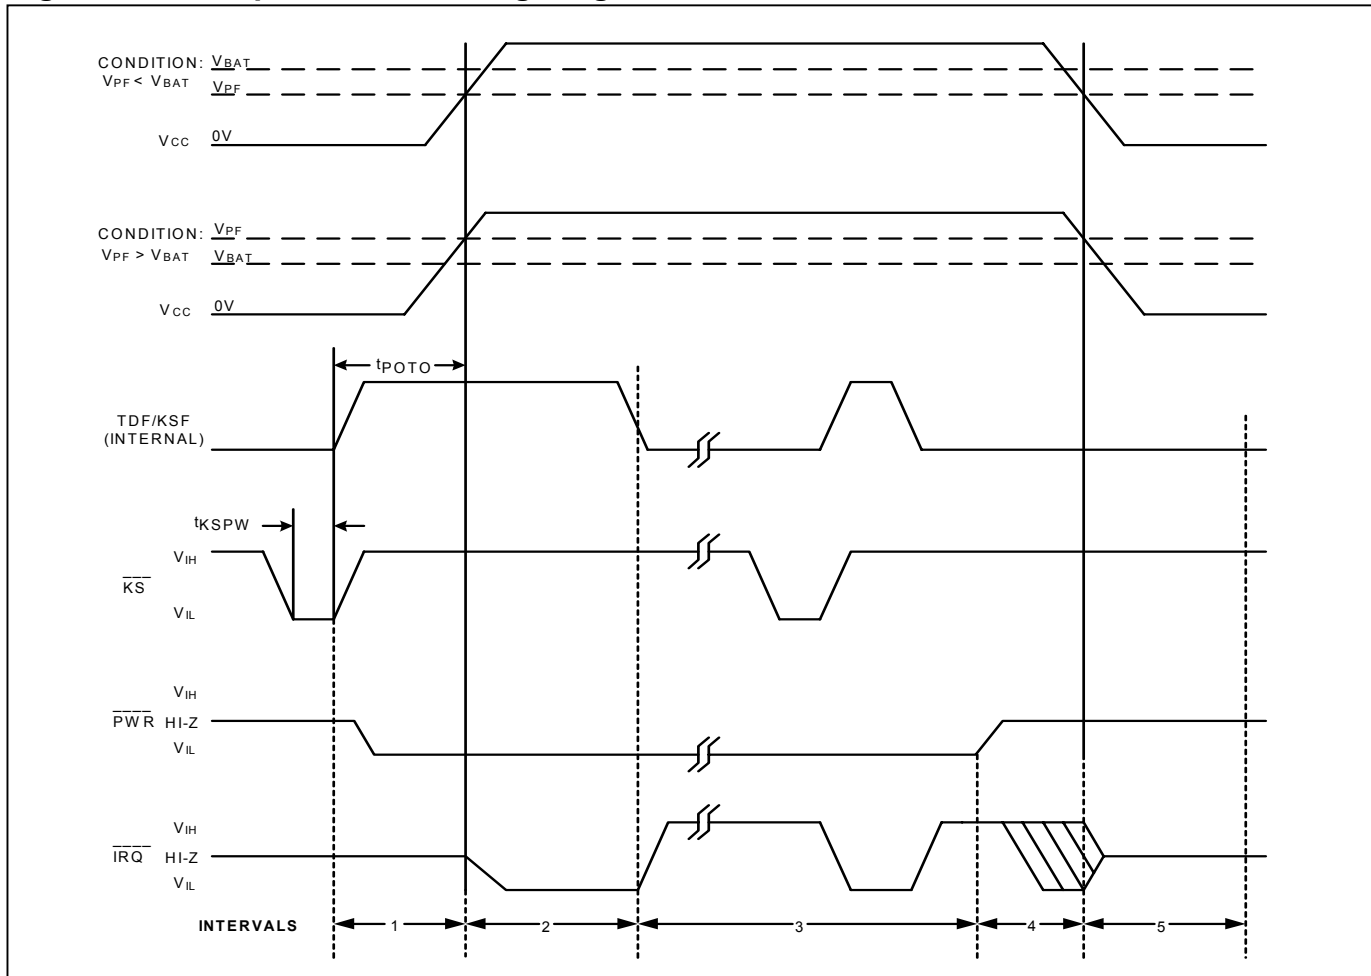 CONDITION: VBAT
VPF < VBAT VPF
VCC 0V
CONDITION: VPF
VPF > VBAT VBAT
VCC 0V
tPOTO
TDF/KSF
(INTERNAL)
tKSPW
VIH
KS
VIL
VIH
PWR HI-Z
VIL
VIH
IRQ HI-Z
VIL
INTERVALS 1 2 3 4 5